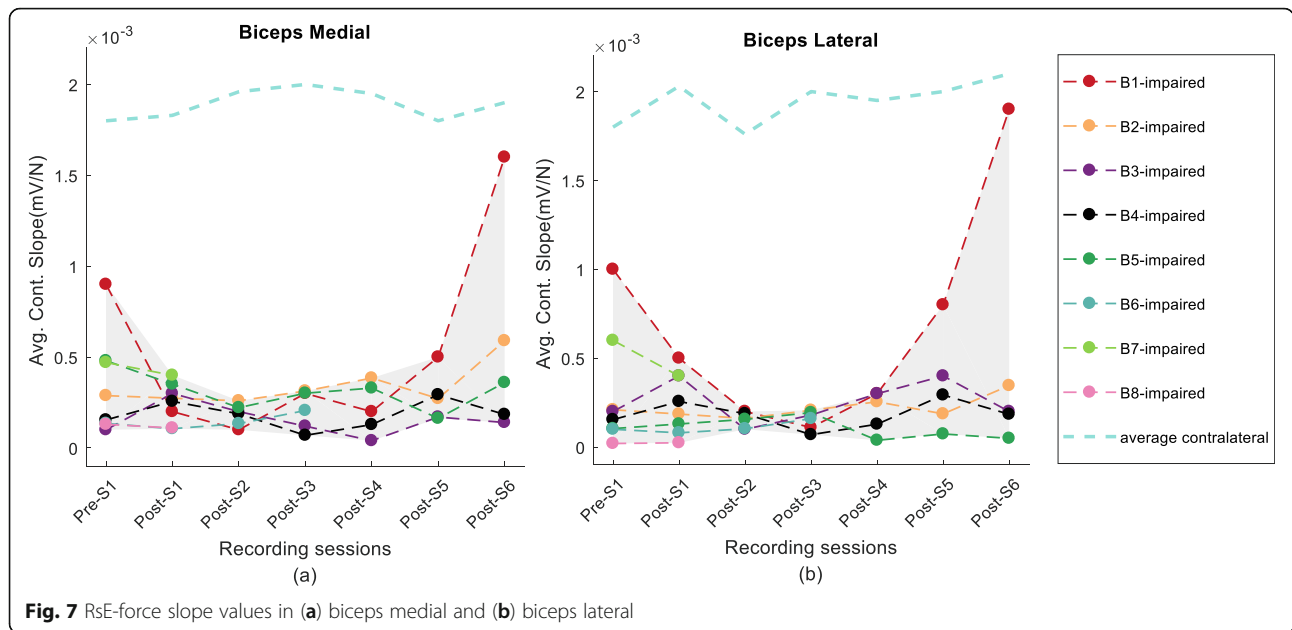 Biceps Medial
×10⁻³
2
1.5
1
0.5
0
Avg. Cont. Slope(mV/N)
Pre-S1
Post-S1
Post-S2
Post-S3
Post-S4
Post-S5
Post-S6
Recording sessions
(a)
Biceps Lateral
×10⁻³
2
1.5
1
0.5
0
Avg. Cont. Slope(mV/N)
Pre-S1
Post-S1
Post-S2
Post-S3
Post-S4
Post-S5
Post-S6
Recording sessions
(b)
B1-impaired
B2-impaired
B3-impaired
B4-impaired
B5-impaired
B6-impaired
B7-impaired
B8-impaired
average contralateral
Fig. 7 RsE-force slope values in (a) biceps medial and (b) biceps lateral